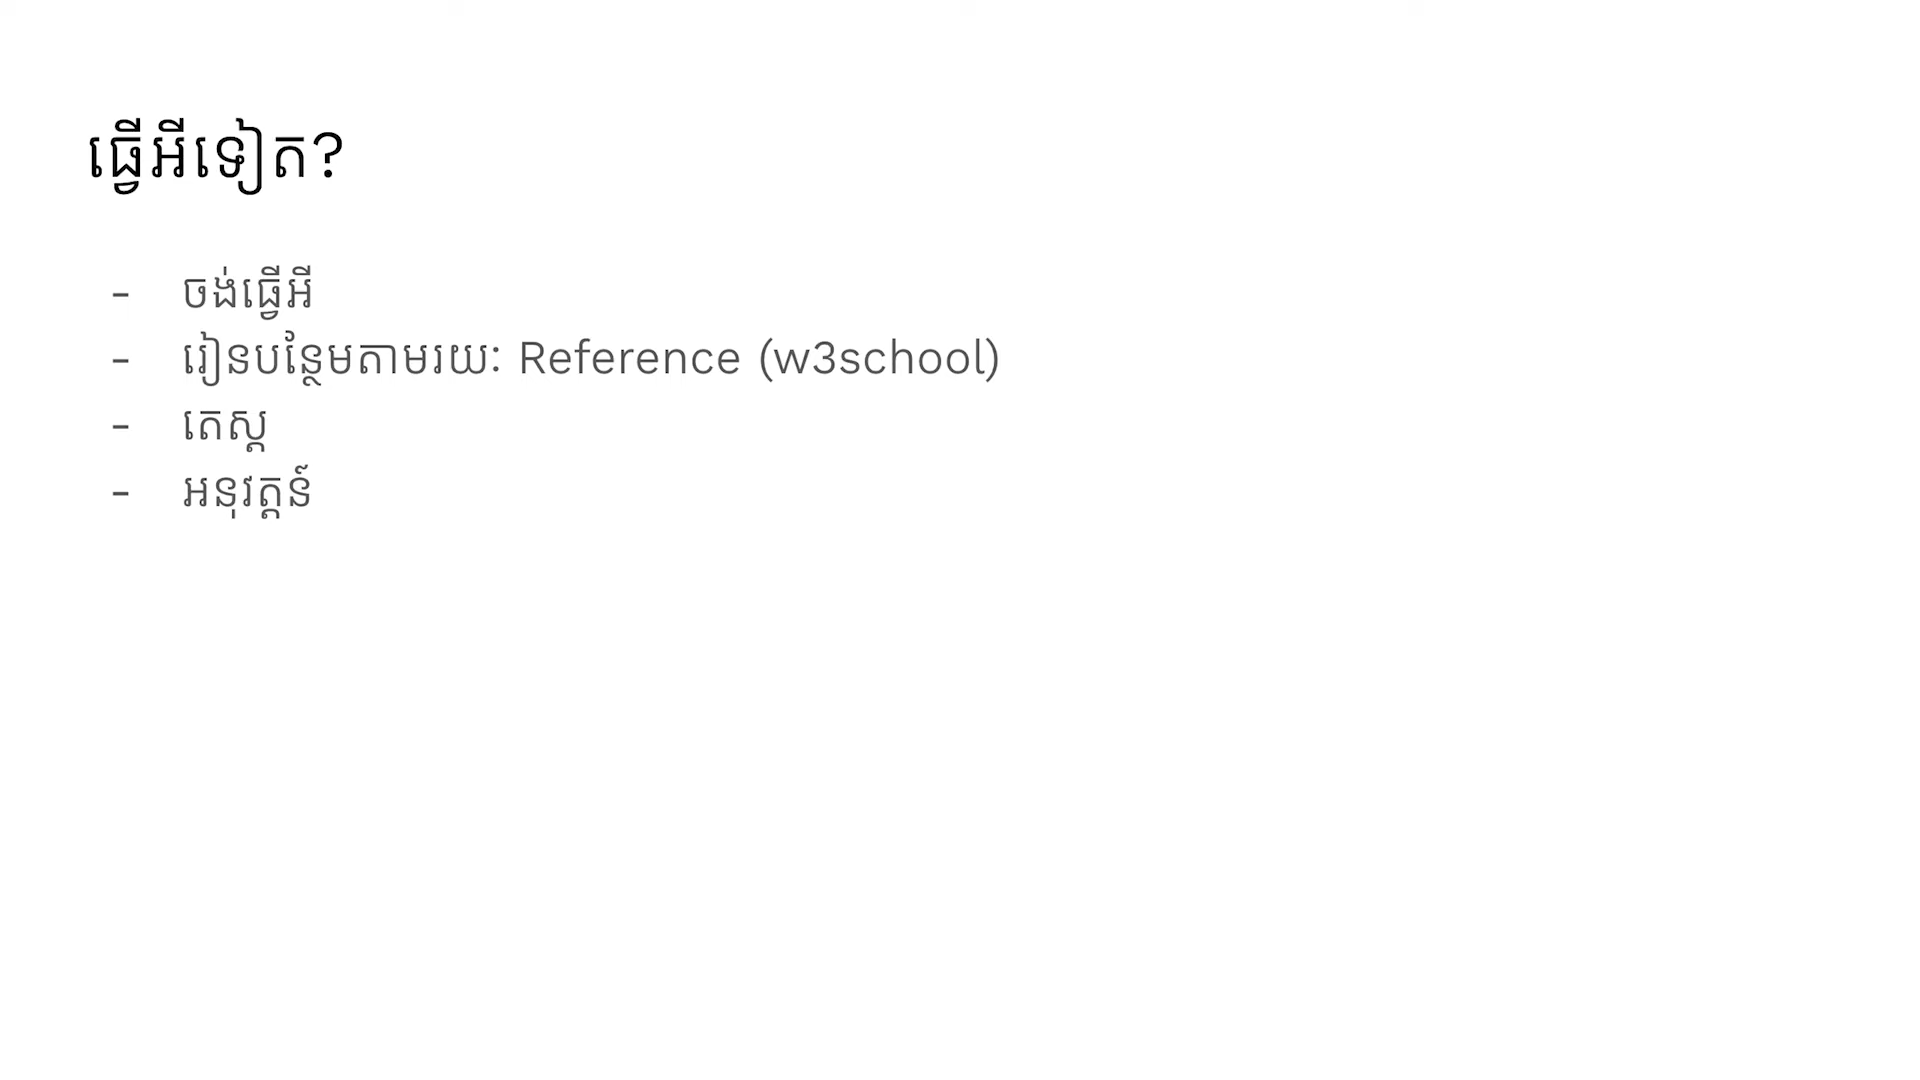 ធ្វើអីទៀត?
- ចង់ធ្វើអី
- រៀនបន្ថែមតាមរយៈ Reference (w3school)
- តេស្ត
- អនុវត្តន៍